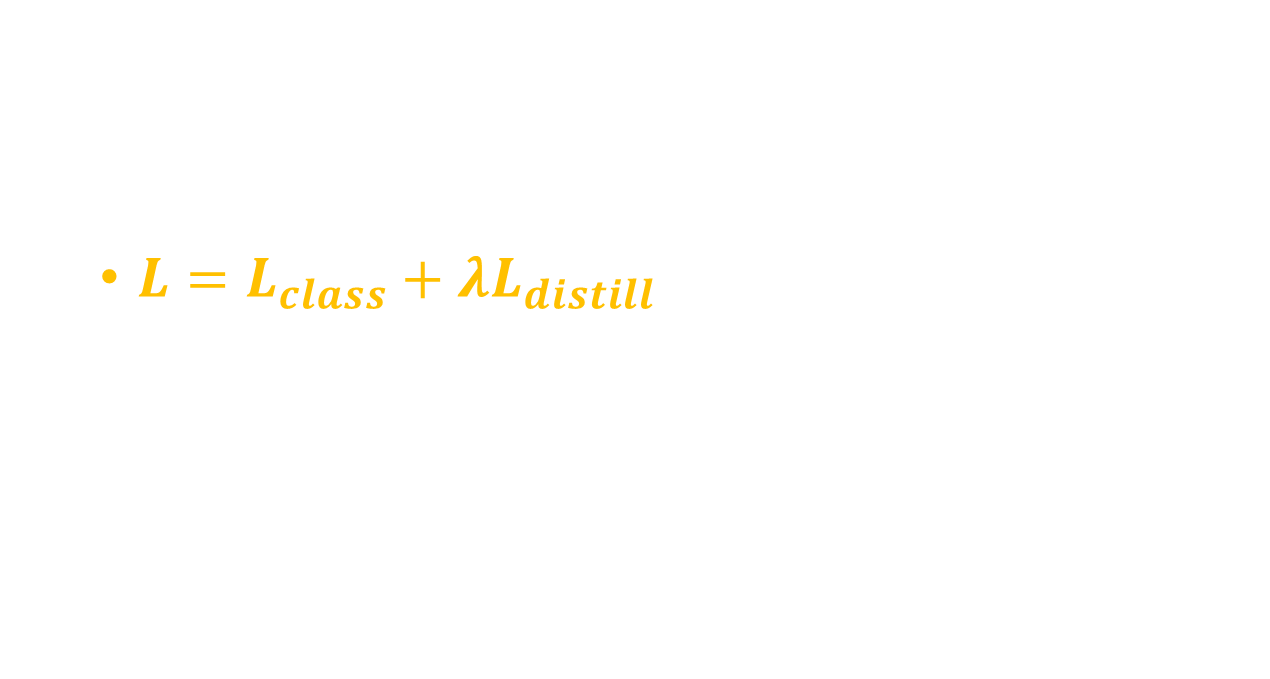 • L = L_class + λL_distill